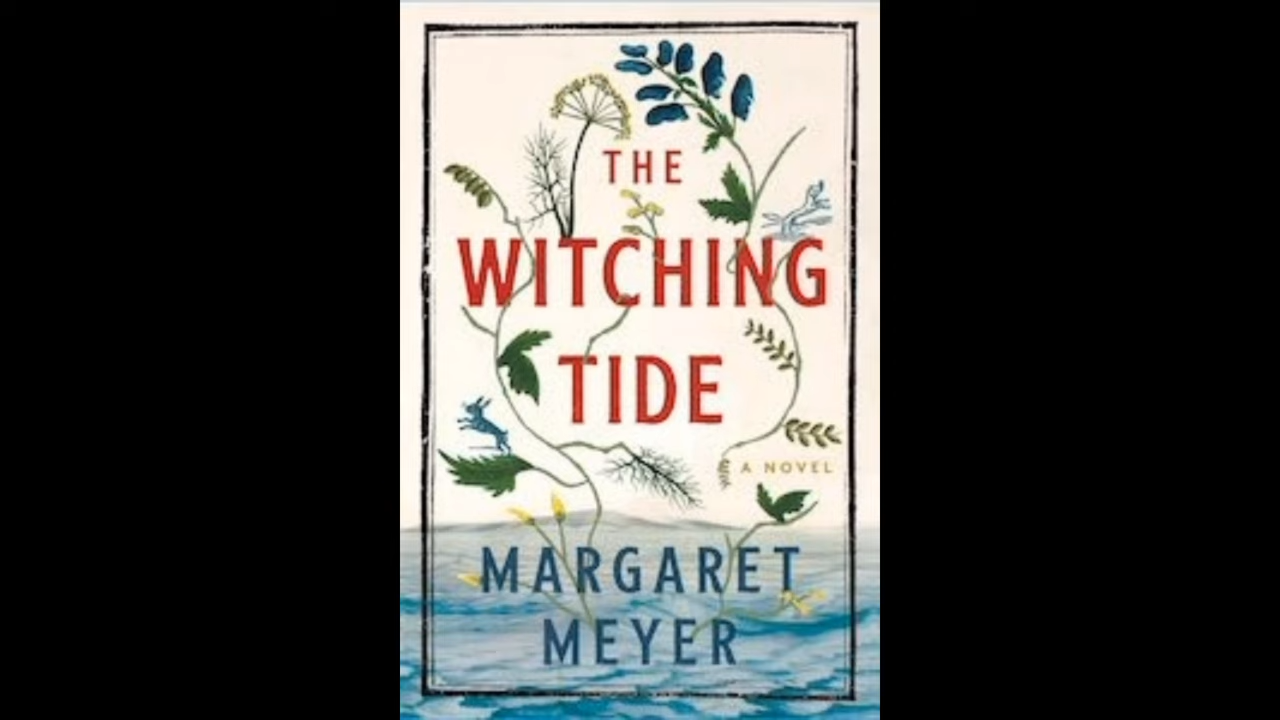 THE
WITCHING
TIDE
A NOVEL
MARGARET
MEYER